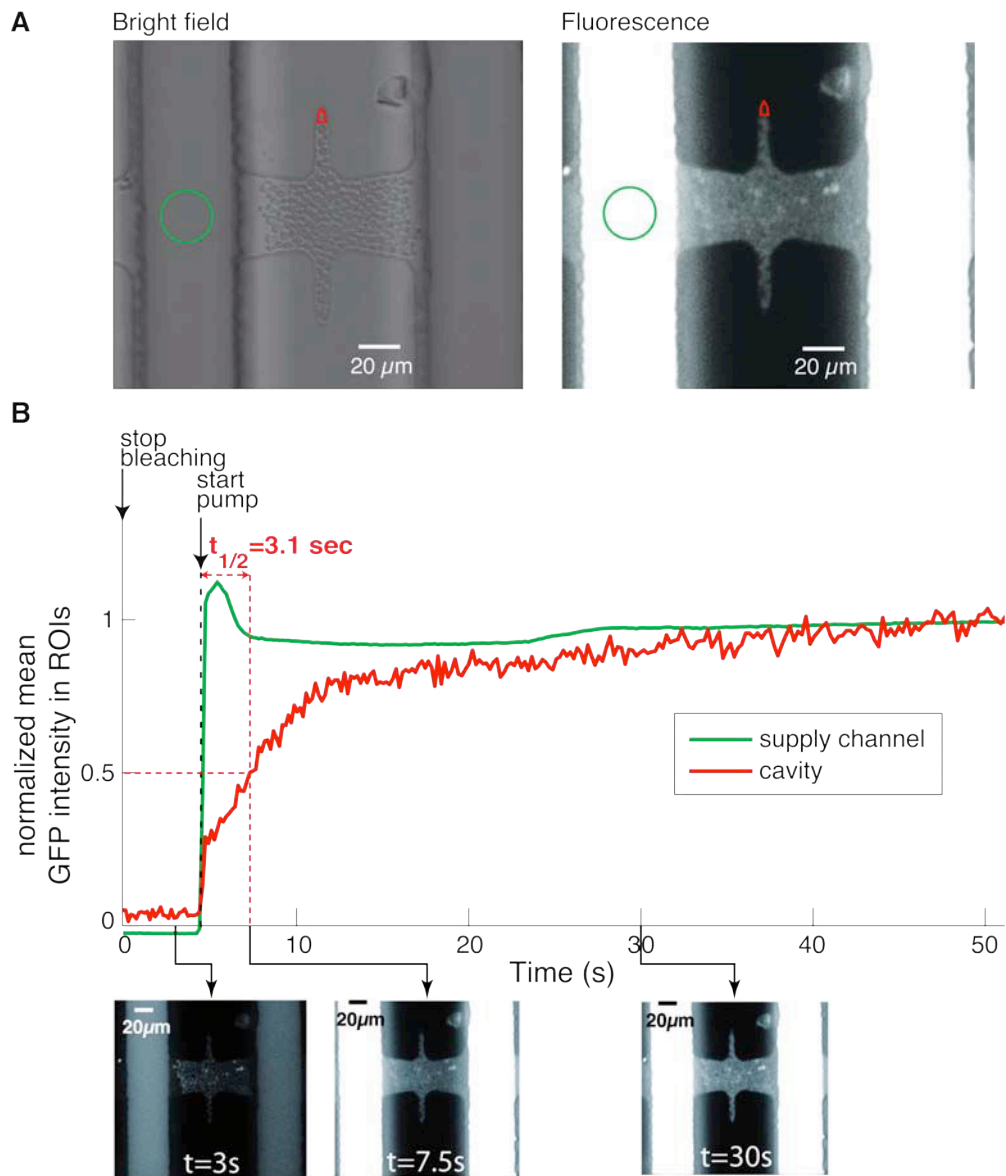 A
Bright field
Fluorescence
20 µm
20 µm
B
stop
bleaching
start
pump
t1/2=3.1 sec
normalized mean
GFP intensity in ROIs
1
0.5
0
0
10
20
30
40
50
Time (s)
supply channel
cavity
20µm
t=3s
20µm
t=7.5s
20µm
t=30s